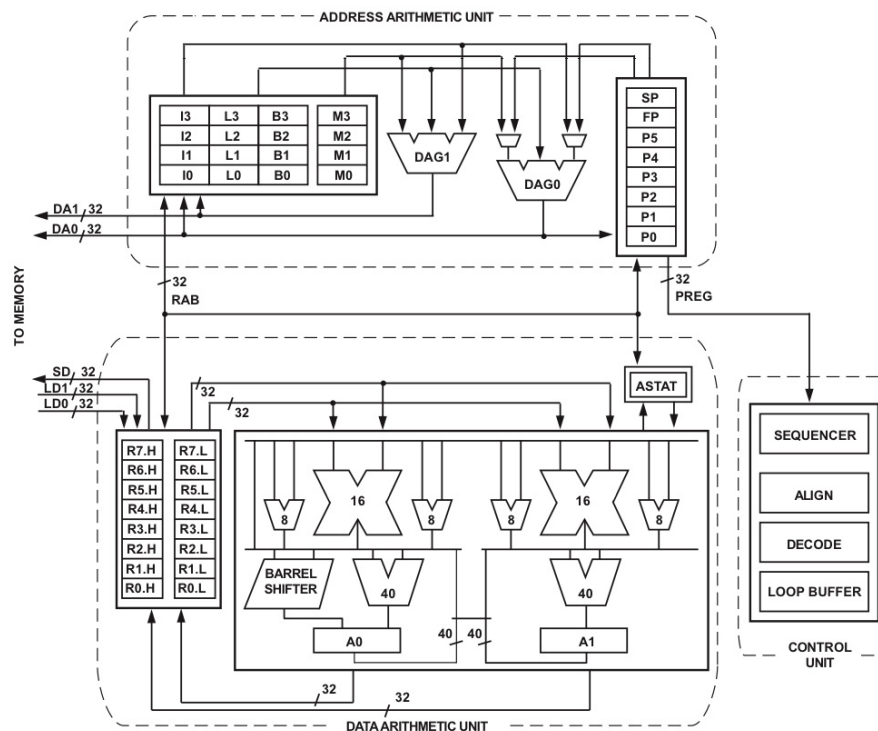 ADDRESS ARITHMETIC UNIT
I3 L3 B3 M3
I2 L2 B2 M2
I1 L1 B1 M1
I0 L0 B0 M0
DAG1
DAG0
SP
FP
P5
P4
P3
P2
P1
P0
DA1 32
DA0 32
TO MEMORY
32
RAB
32
PREG
SD 32
LD1 32
LD0 32
32
32
ASTAT
R7.H R7.L
R6.H R6.L
R5.H R5.L
R4.H R4.L
R3.H R3.L
R2.H R2.L
R1.H R1.L
R0.H R0.L
16
16
8
8
8
8
BARREL
SHIFTER
40
40
A0
40 40
A1
32
32
DATA ARITHMETIC UNIT
SEQUENCER
ALIGN
DECODE
LOOP BUFFER
CONTROL
UNIT